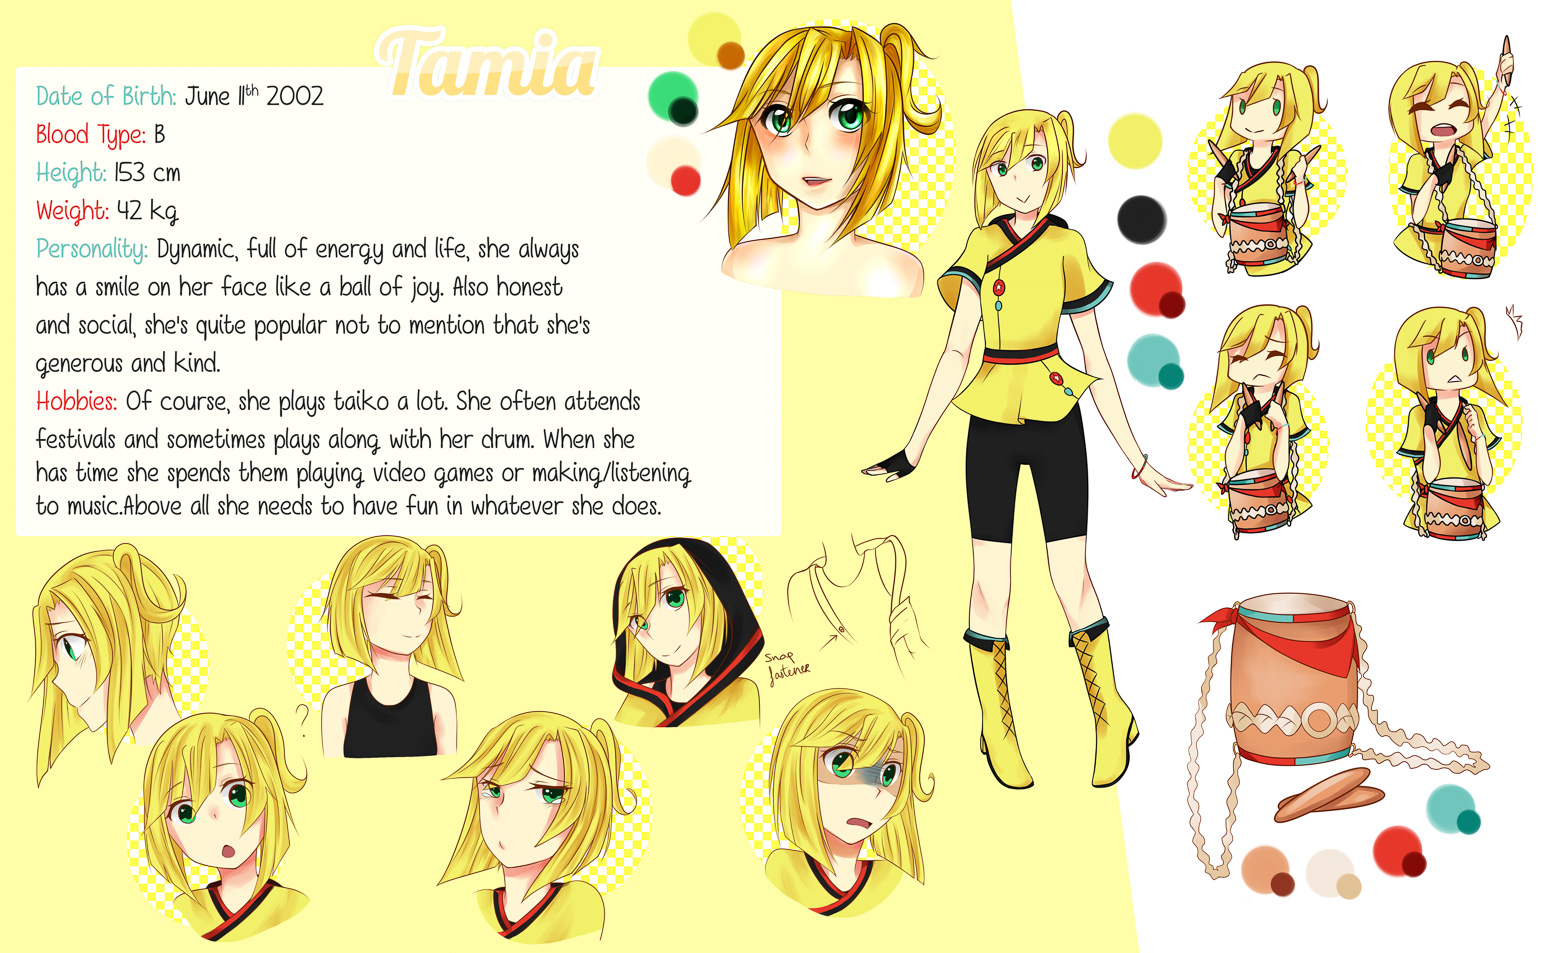 Tamia
Date of Birth: June 11th 2002
Blood Type: B
Height: 153 cm
Weight: 42 kg
Personality: Dynamic, full of energy and life, she always
has a smile on her face like a ball of joy. Also honest
and social, she's quite popular not to mention that she's
generous and kind.
Hobbies: Of course, she plays taiko a lot. She often attends
festivals and sometimes plays along with her drum. When she
has time she spends them playing video games or making/listening
to music.Above all she needs to have fun in whatever she does.
?
Snap
fastener